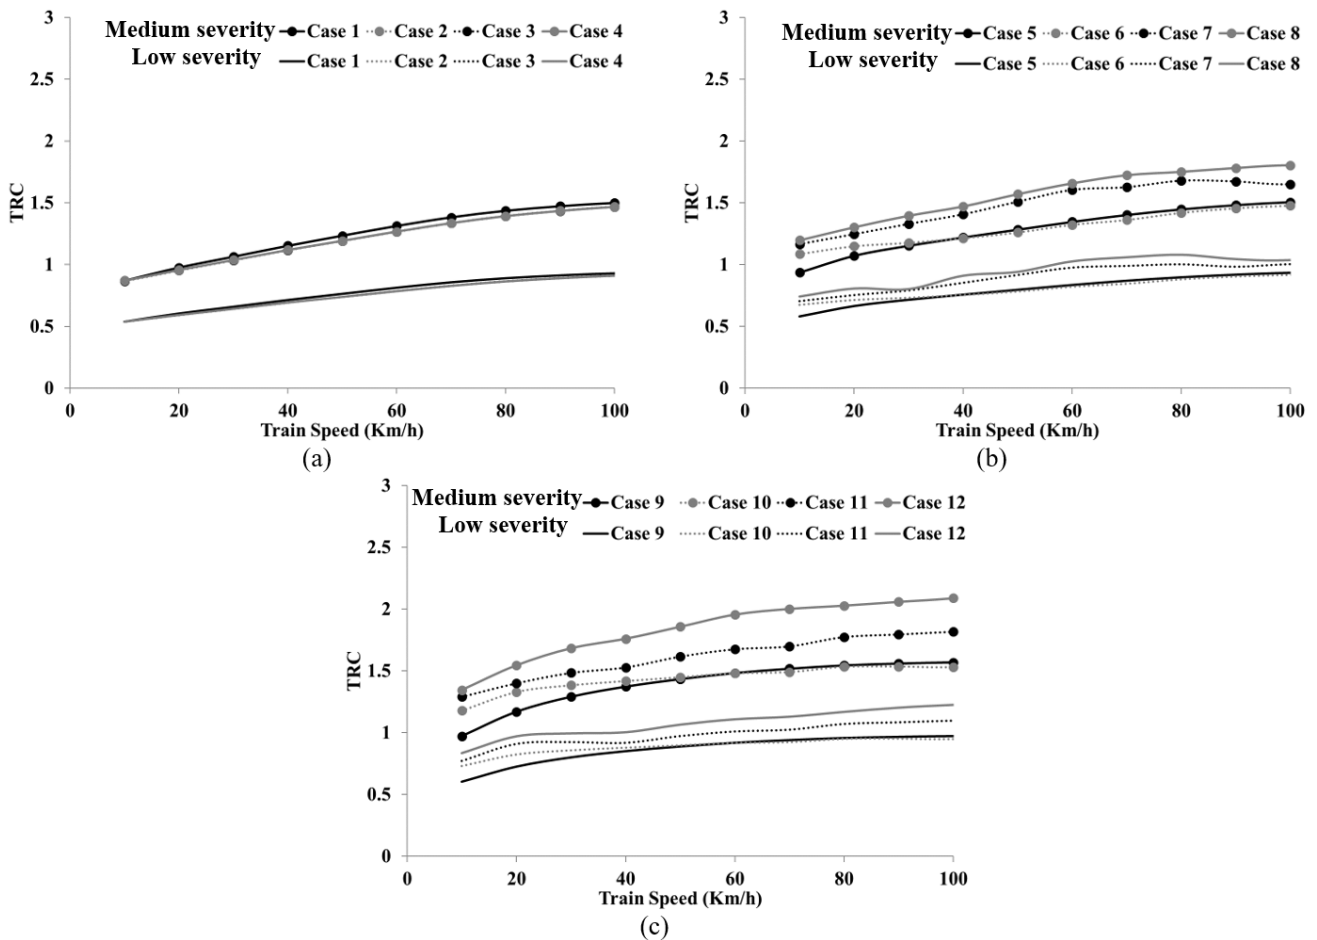 Medium severity Case 1 Case 2 Case 3 Case 4
Low severity Case 1 Case 2 Case 3 Case 4
3
2.5
2
1.5
1
0.5
0
TRC
0 20 40 60 80 100
Train Speed (Km/h)
(a)
Medium severity Case 5 Case 6 Case 7 Case 8
Low severity Case 5 Case 6 Case 7 Case 8
3
2.5
2
1.5
1
0.5
0
TRC
0 20 40 60 80 100
Train Speed (Km/h)
(b)
Medium severity Case 9 Case 10 Case 11 Case 12
Low severity Case 9 Case 10 Case 11 Case 12
3
2.5
2
1.5
1
0.5
0
TRC
0 20 40 60 80 100
Train Speed (Km/h)
(c)